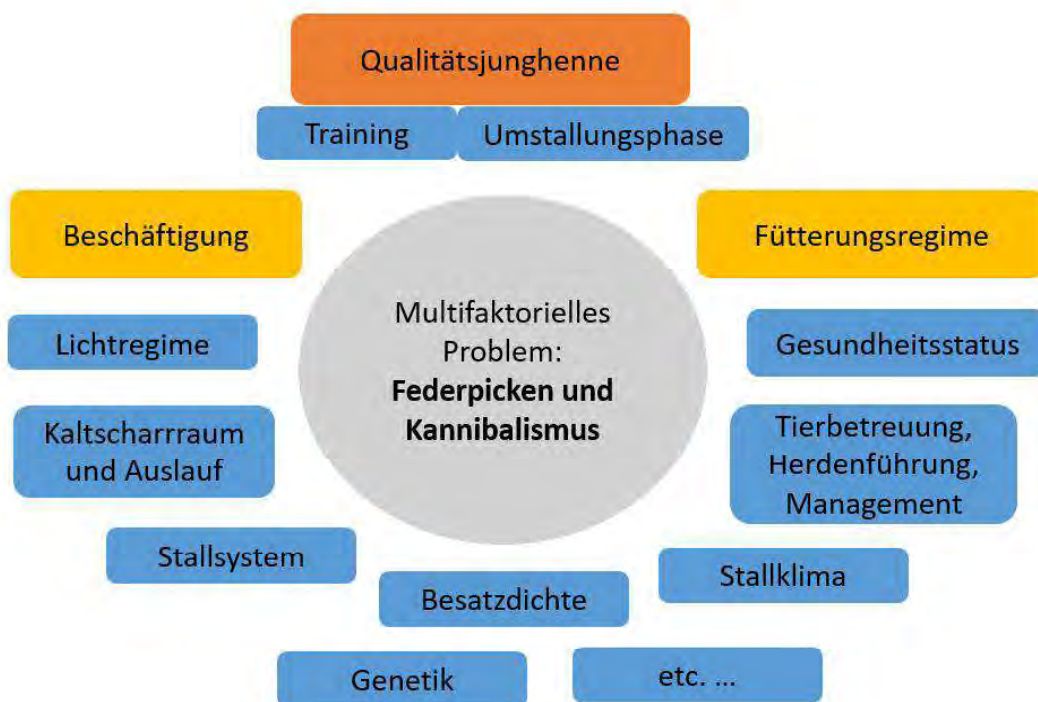 Qualitätsjunghenne
Training
Umstallungsphase
Beschäftigung
Fütterungsregime
Multifaktorielles
Problem:
Federpicken und
Kannibalismus
Lichtregime
Gesundheitsstatus
Kaltscharrraum
und Auslauf
Tierbetreuung,
Herdenführung,
Management
Stallsystem
Besatzdichte
Stallklima
Genetik
etc. ...